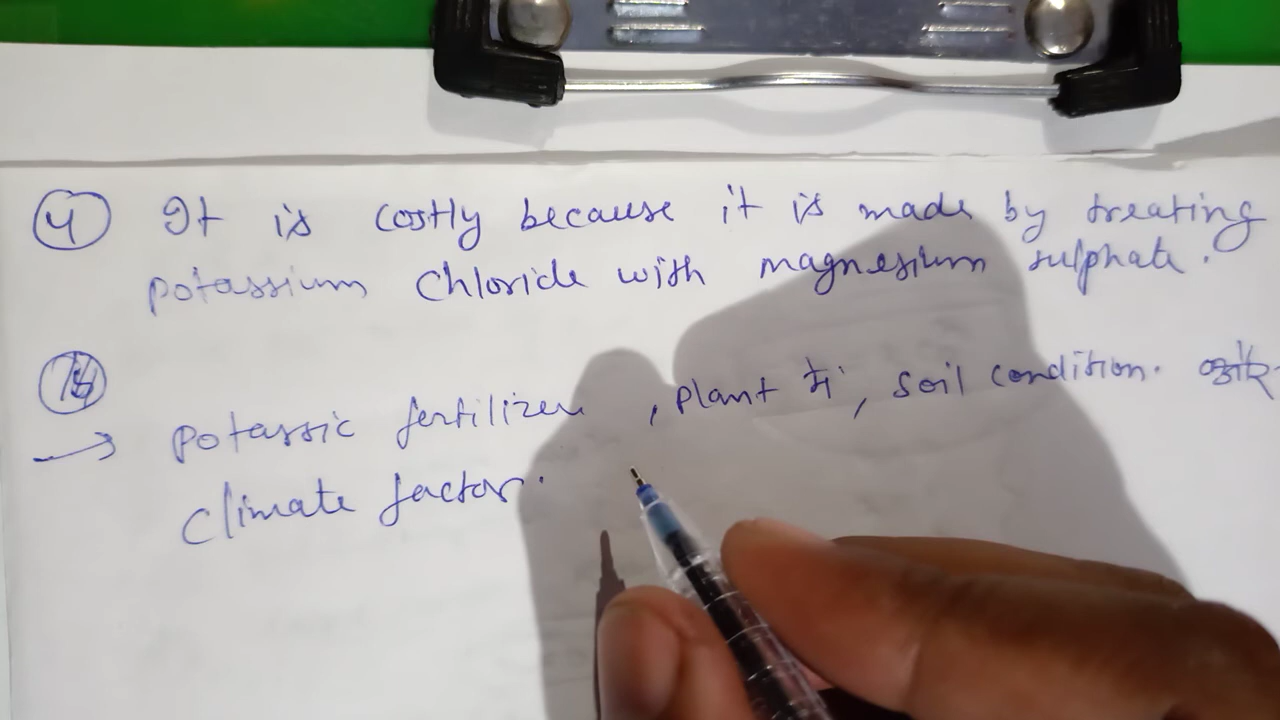 4 It is costly because it is made by treating
potassium chloride with magnesium sulphate.
→ potassic fertilizer , plant में , soil condition.
climate factor.